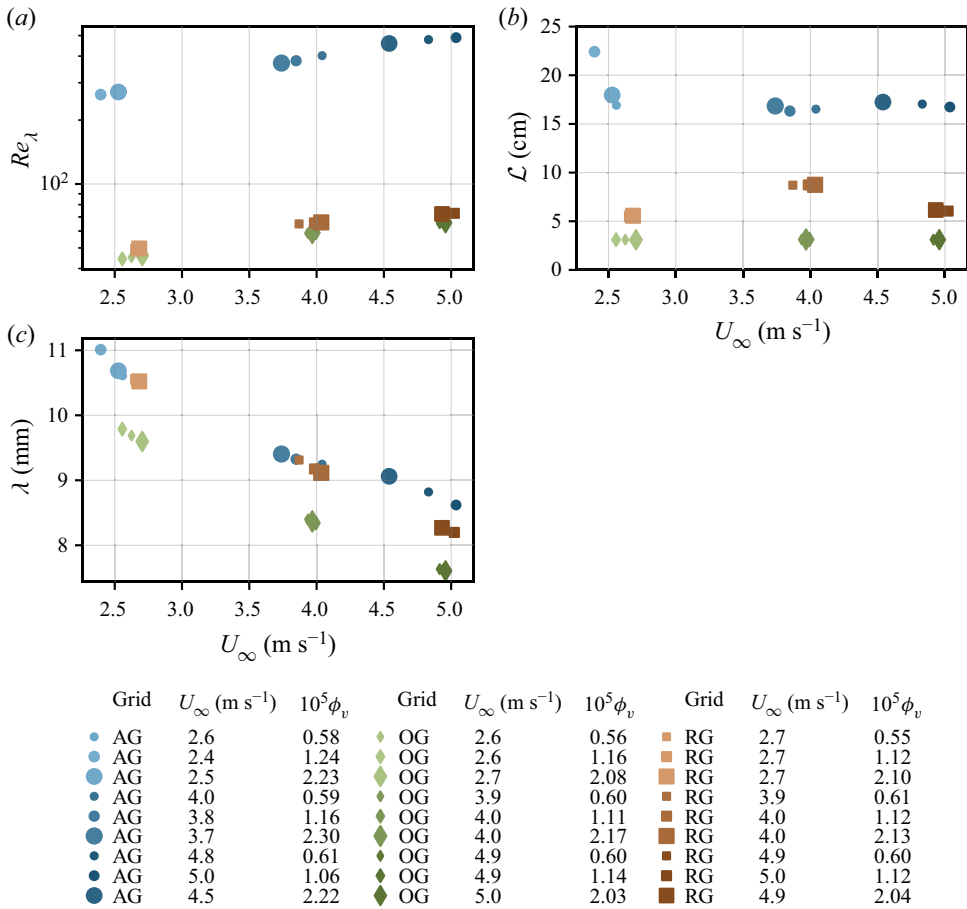 (a)
(b)
10²
Re_λ
2.5 3.0 3.5 4.0 4.5 5.0
25
20
15
10
5
0
ℒ (cm)
2.5 3.0 3.5 4.0 4.5 5.0
U_∞ (m s⁻¹)
(c)
11
10
9
8
λ (mm)
2.5 3.0 3.5 4.0 4.5 5.0
U_∞ (m s⁻¹)
Grid U_∞ (m s⁻¹) 10⁵ϕ_v Grid U_∞ (m s⁻¹) 10⁵ϕ_v Grid U_∞ (m s⁻¹) 10⁵ϕ_v
AG 2.6 0.58 OG 2.6 0.56 RG 2.7 0.55
AG 2.4 1.24 OG 2.6 1.16 RG 2.7 1.12
AG 2.5 2.23 OG 2.7 2.08 RG 2.7 2.10
AG 4.0 0.59 OG 3.9 0.60 RG 3.9 0.61
AG 3.8 1.16 OG 4.0 1.11 RG 4.0 1.12
AG 3.7 2.30 OG 4.0 2.17 RG 4.0 2.13
AG 4.8 0.61 OG 4.9 0.60 RG 4.9 0.60
AG 5.0 1.06 OG 4.9 1.14 RG 5.0 1.12
AG 4.5 2.22 OG 5.0 2.03 RG 4.9 2.04